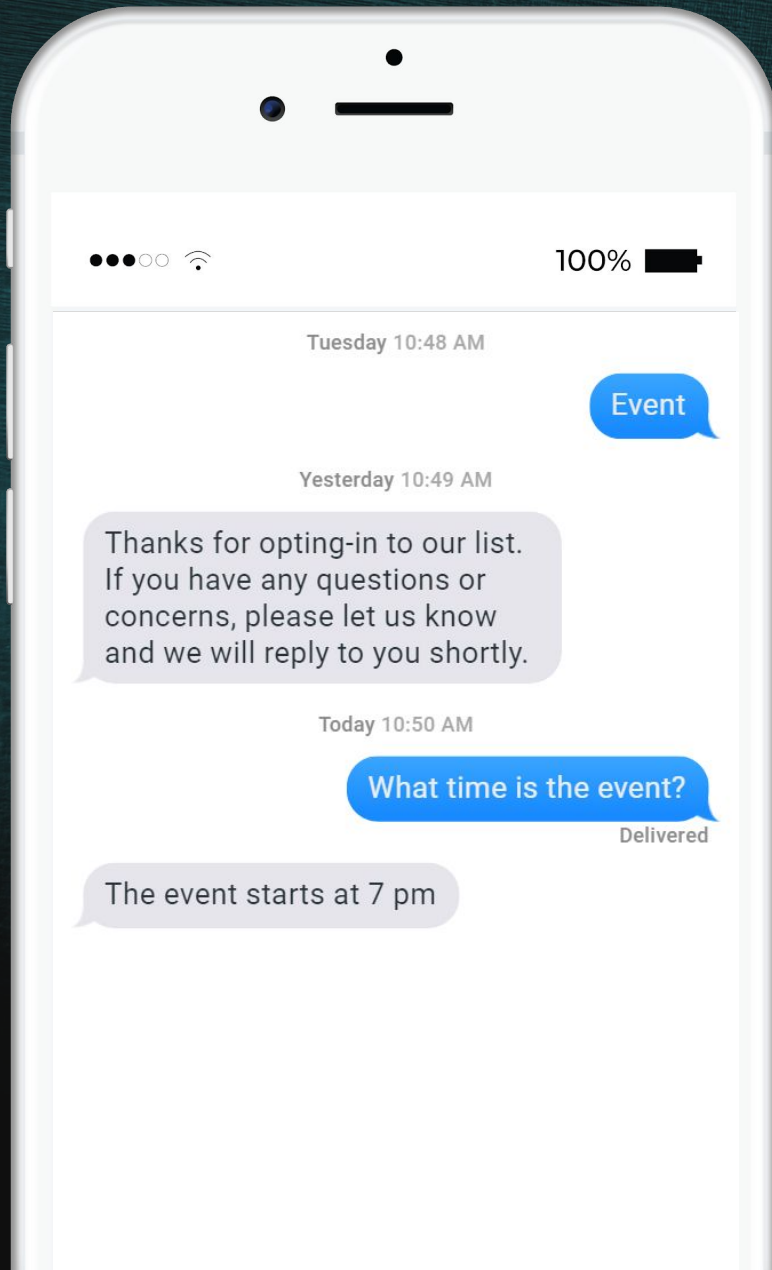 100%
Tuesday 10:48 AM
Event
Yesterday 10:49 AM
Thanks for opting-in to our list.
If you have any questions or
concerns, please let us know
and we will reply to you shortly.
Today 10:50 AM
What time is the event?
Delivered
The event starts at 7 pm